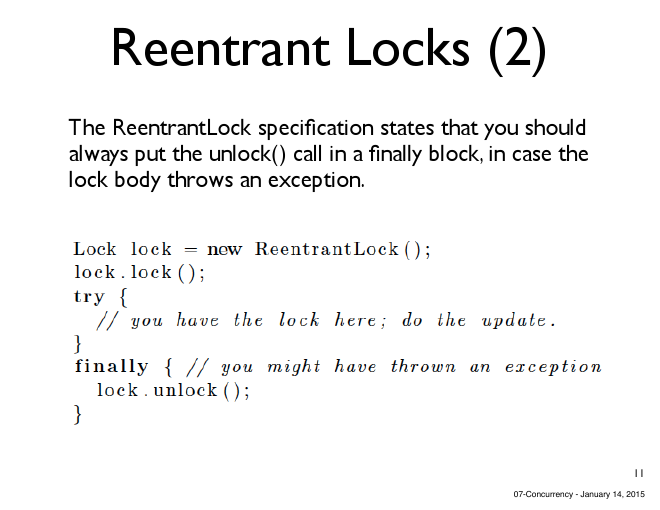 Reentrant Locks (2)
The ReentrantLock specification states that you should
always put the unlock() call in a finally block, in case the
lock body throws an exception.
Lock lock = new ReentrantLock();
lock.lock();
try {
// you have the lock here; do the update.
}
finally { // you might have thrown an exception
lock.unlock();
}
11
07-Concurrency - January 14, 2015